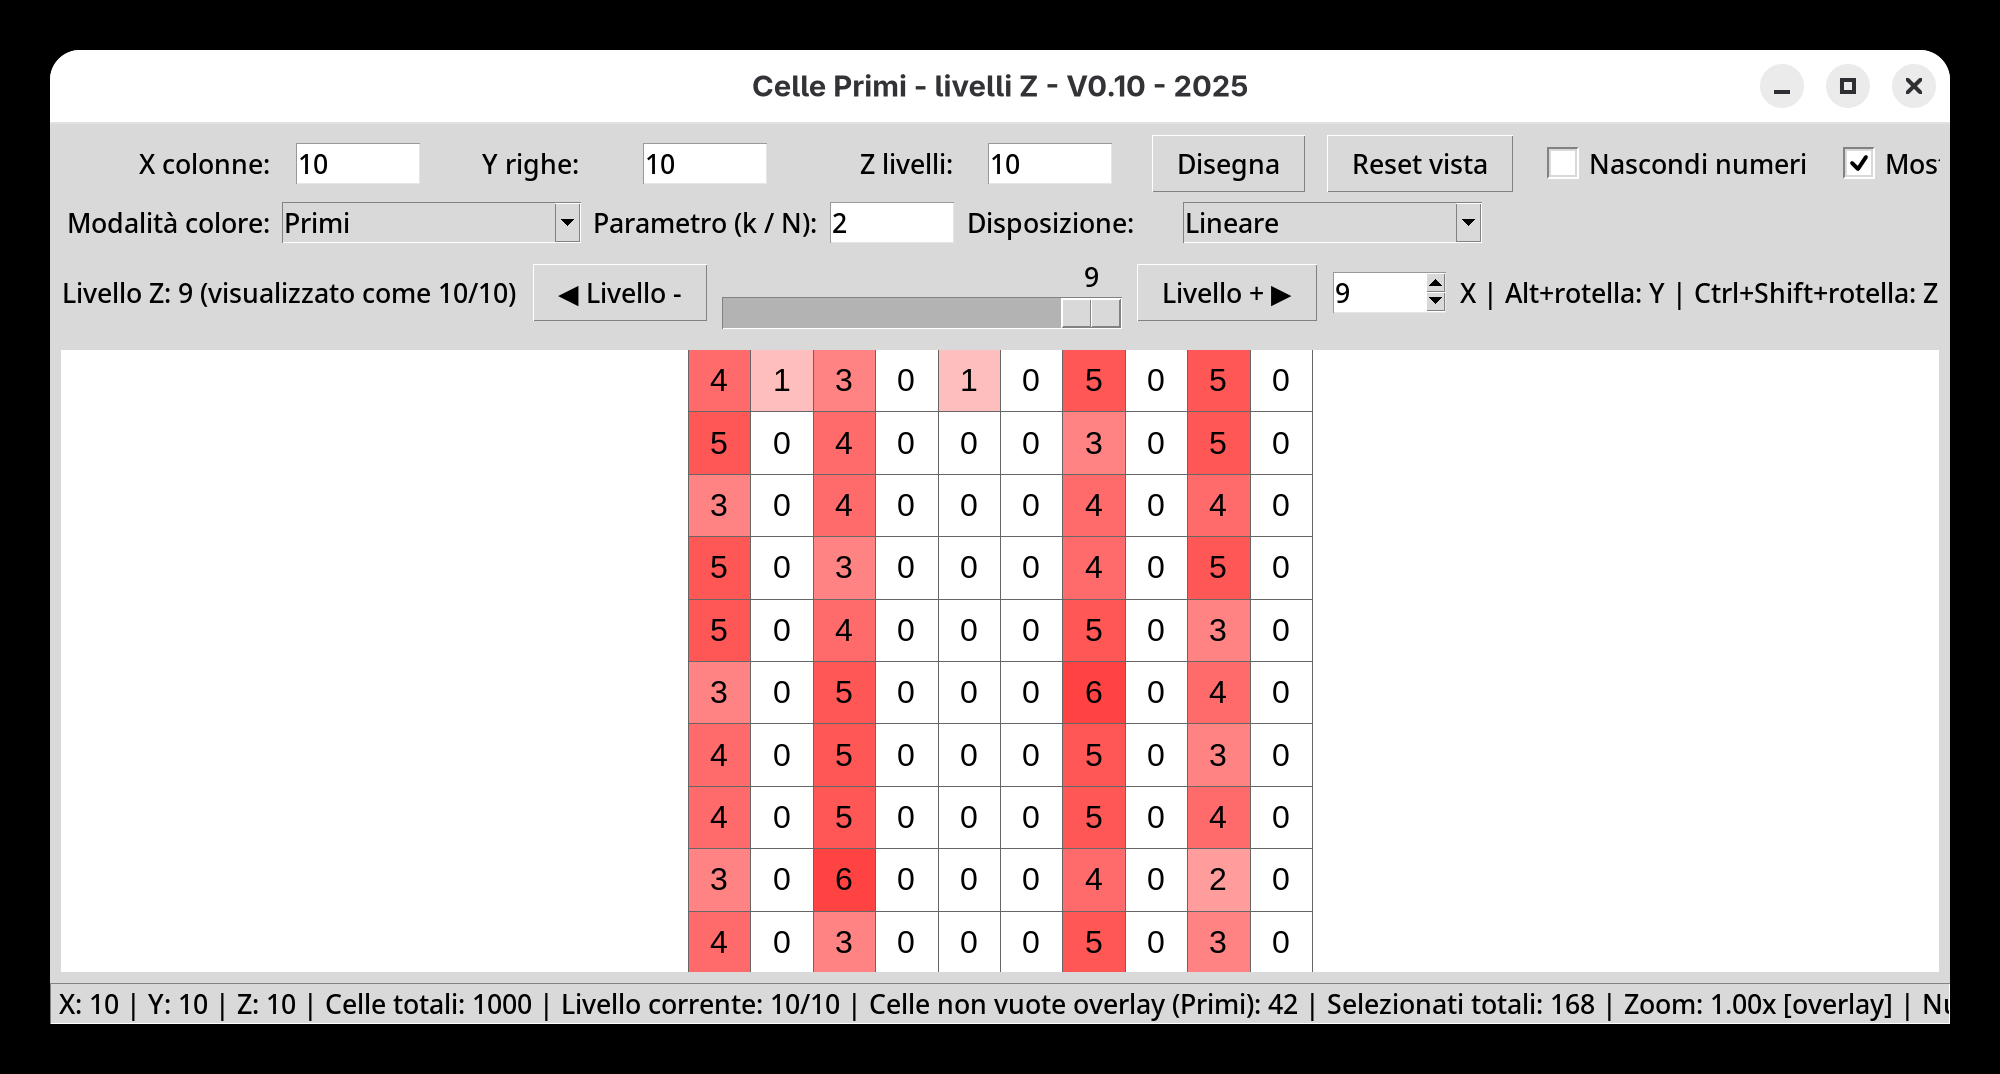 Celle Primi - livelli Z - V0.10 - 2025
X colonne: 10 Y righe: 10 Z livelli: 10 Disegna Reset vista Nascondi numeri
Modalità colore: Primi Parametro (k / N): 2 Disposizione: Lineare
9
Livello Z: 9 (visualizzato come 10/10) ◀ Livello - Livello + ▶ 9 X | Alt+rotella: Y | Ctrl+Shift+rotella: Z
4 1 3 0 1 0 5 0 5 0
5 0 4 0 0 0 3 0 5 0
3 0 4 0 0 0 4 0 4 0
5 0 3 0 0 0 4 0 5 0
5 0 4 0 0 0 5 0 3 0
3 0 5 0 0 0 6 0 4 0
4 0 5 0 0 0 5 0 3 0
4 0 5 0 0 0 5 0 4 0
3 0 6 0 0 0 4 0 2 0
4 0 3 0 0 0 5 0 3 0
X: 10 | Y: 10 | Z: 10 | Celle totali: 1000 | Livello corrente: 10/10 | Celle non vuote overlay (Primi): 42 | Selezionati totali: 168 | Zoom: 1.00x [overlay] |